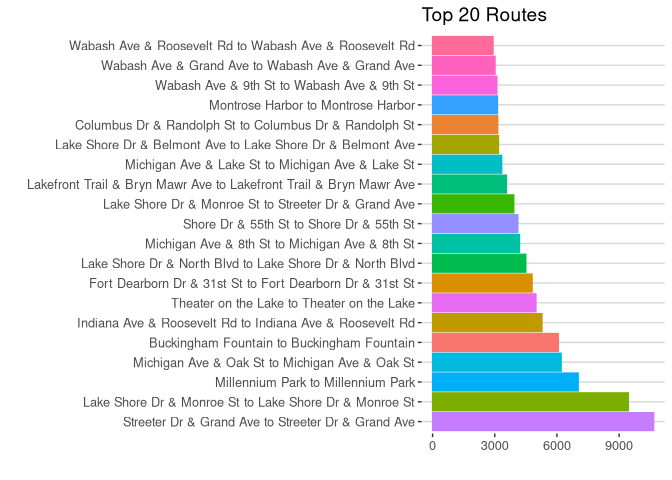 Top 20 Routes
Wabash Ave & Roosevelt Rd to Wabash Ave & Roosevelt Rd
Wabash Ave & Grand Ave to Wabash Ave & Grand Ave
Wabash Ave & 9th St to Wabash Ave & 9th St
Montrose Harbor to Montrose Harbor
Columbus Dr & Randolph St to Columbus Dr & Randolph St
Lake Shore Dr & Belmont Ave to Lake Shore Dr & Belmont Ave
Michigan Ave & Lake St to Michigan Ave & Lake St
Lakefront Trail & Bryn Mawr Ave to Lakefront Trail & Bryn Mawr Ave
Lake Shore Dr & Monroe St to Streeter Dr & Grand Ave
Shore Dr & 55th St to Shore Dr & 55th St
Michigan Ave & 8th St to Michigan Ave & 8th St
Lake Shore Dr & North Blvd to Lake Shore Dr & North Blvd
Fort Dearborn Dr & 31st St to Fort Dearborn Dr & 31st St
Theater on the Lake to Theater on the Lake
Indiana Ave & Roosevelt Rd to Indiana Ave & Roosevelt Rd
Buckingham Fountain to Buckingham Fountain
Michigan Ave & Oak St to Michigan Ave & Oak St
Millennium Park to Millennium Park
Lake Shore Dr & Monroe St to Lake Shore Dr & Monroe St
Streeter Dr & Grand Ave to Streeter Dr & Grand Ave
0 3000 6000 9000